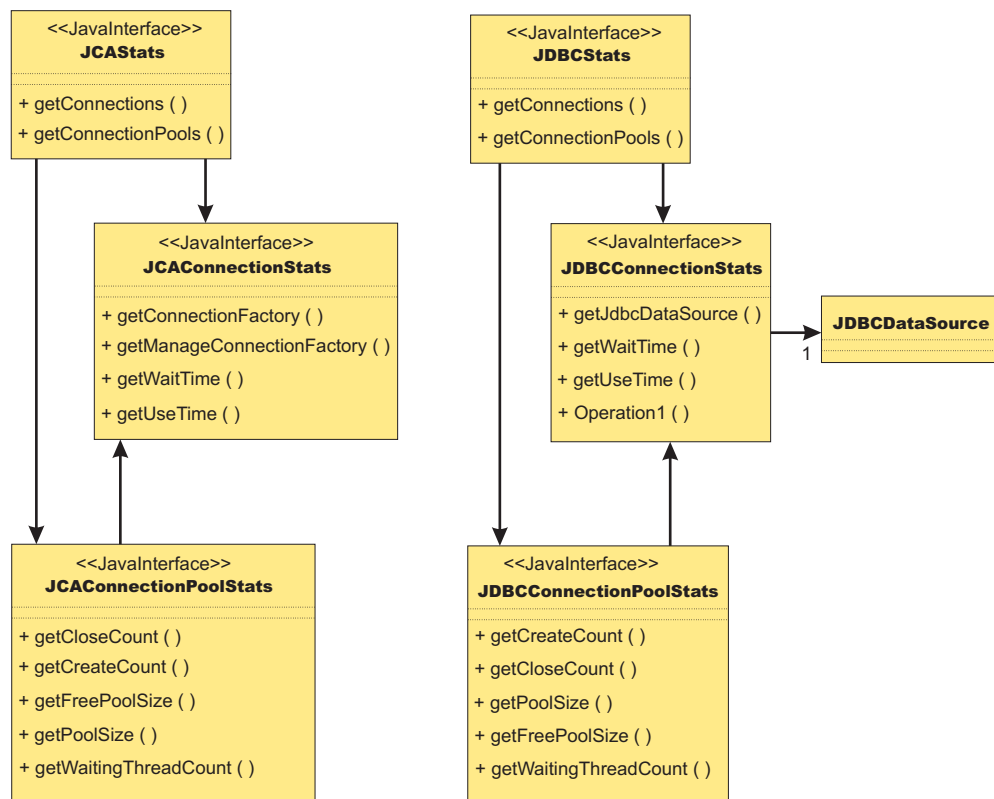 <<JavaInterface>>
JCAStats
+ getConnections ( )
+ getConnectionPools ( )
<<JavaInterface>>
JCAConnectionStats
+ getConnectionFactory ( )
+ getManageConnectionFactory ( )
+ getWaitTime ( )
+ getUseTime ( )
<<JavaInterface>>
JCAConnectionPoolStats
+ getCloseCount ( )
+ getCreateCount ( )
+ getFreePoolSize ( )
+ getPoolSize ( )
+ getWaitingThreadCount ( )
<<JavaInterface>>
JDBCStats
+ getConnections ( )
+ getConnectionPools ( )
<<JavaInterface>>
JDBCConnectionStats
+ getJdbcDataSource ( )
+ getWaitTime ( )
+ getUseTime ( )
+ Operation1 ( )
1
JDBCDataSource
<<JavaInterface>>
JDBCConnectionPoolStats
+ getCreateCount ( )
+ getCloseCount ( )
+ getPoolSize ( )
+ getFreePoolSize ( )
+ getWaitingThreadCount ( )